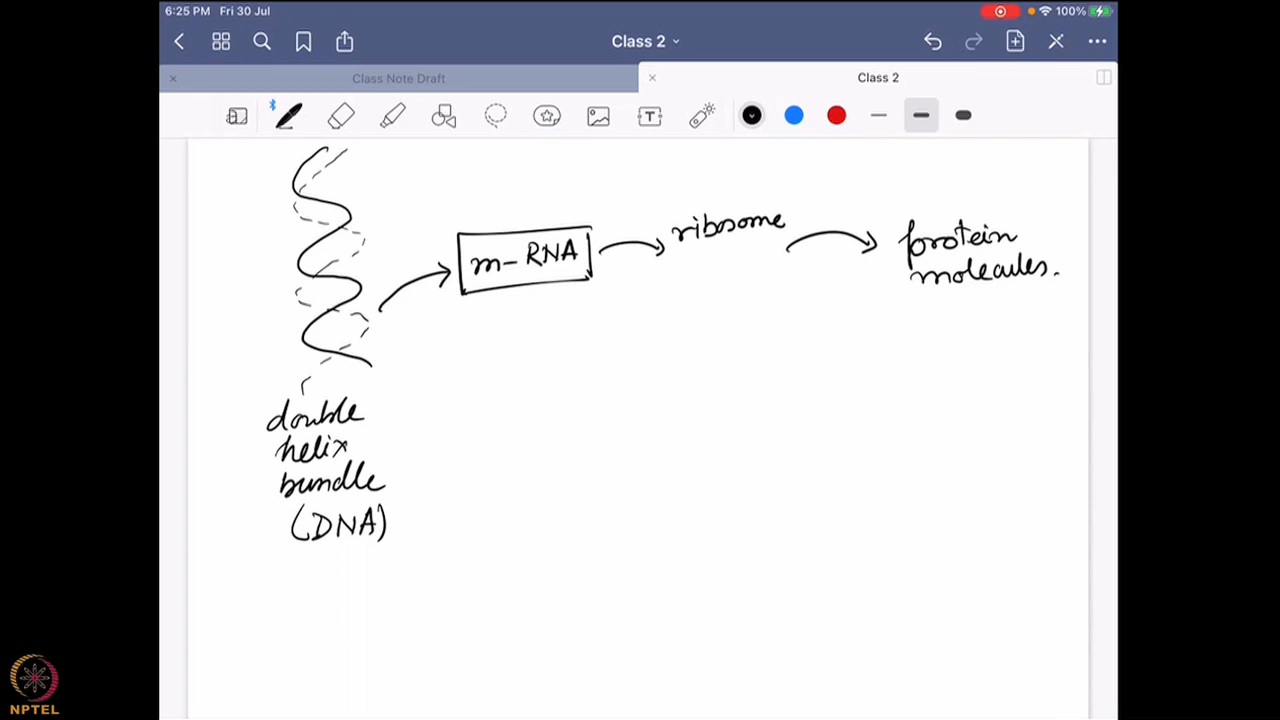 6:25 PM Fri 30 Jul
100%
Class 2
Class Note Draft
Class 2
T
m-RNA
ribosome
protein
molecules.
double
helix
bundle
(DNA)
NPTEL